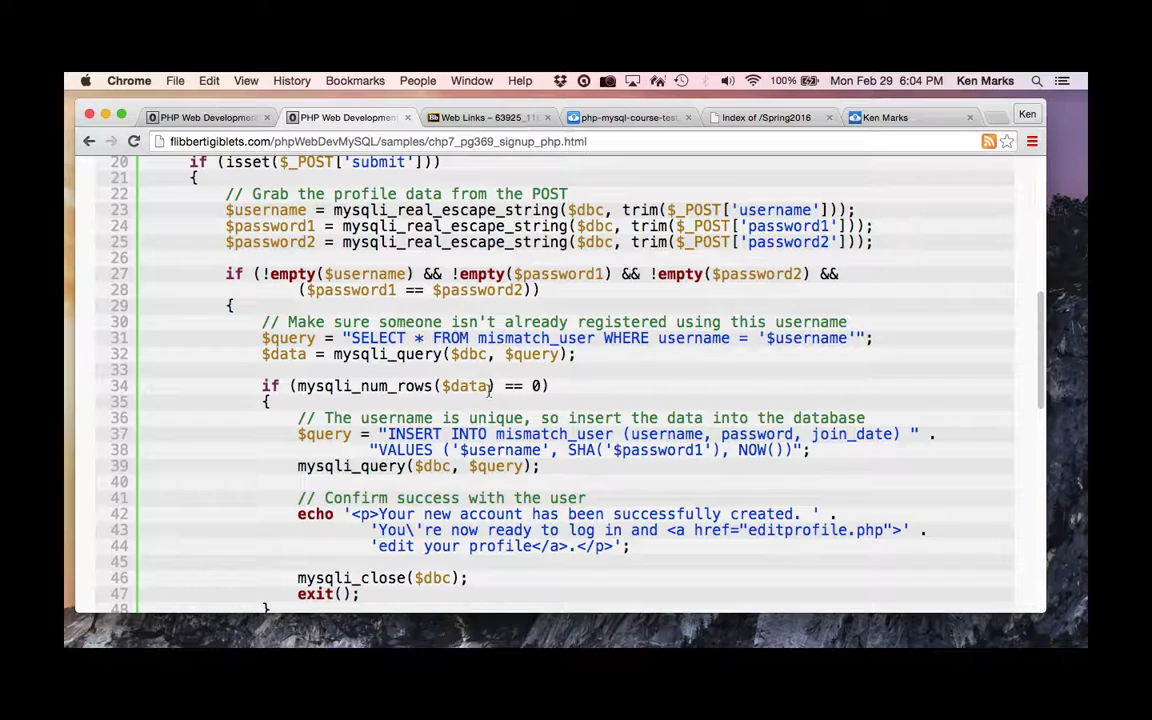 Chrome File Edit View History Bookmarks People Window Help 100% Mon Feb 29 6:04 PM Ken Marks
PHP Web Developmen PHP Web Developmen Web Links – 63925_11 php-mysql-course-test Index of /Spring2016 Ken Marks Ken
flibbertigiblets.com/phpWebDevMySQL/samples/chp7_pg369_signup_php.html
20 if (isset($_POST['submit']))
21 {
22 // Grab the profile data from the POST
23 $username = mysqli_real_escape_string($dbc, trim($_POST['username']));
24 $password1 = mysqli_real_escape_string($dbc, trim($_POST['password1']));
25 $password2 = mysqli_real_escape_string($dbc, trim($_POST['password2']));
26
27 if (!empty($username) && !empty($password1) && !empty($password2) &&
28 ($password1 == $password2))
29 {
30 // Make sure someone isn't already registered using this username
31 $query = "SELECT * FROM mismatch_user WHERE username = '$username'";
32 $data = mysqli_query($dbc, $query);
33
34 if (mysqli_num_rows($data) == 0)
35 {
36 // The username is unique, so insert the data into the database
37 $query = "INSERT INTO mismatch_user (username, password, join_date) " .
38 "VALUES ('$username', SHA('$password1'), NOW())";
39 mysqli_query($dbc, $query);
40
41 // Confirm success with the user
42 echo '<p>Your new account has been successfully created. ' .
43 'You\'re now ready to log in and <a href="editprofile.php">' .
44 'edit your profile</a>.</p>';
45
46 mysqli_close($dbc);
47 exit();
48 }